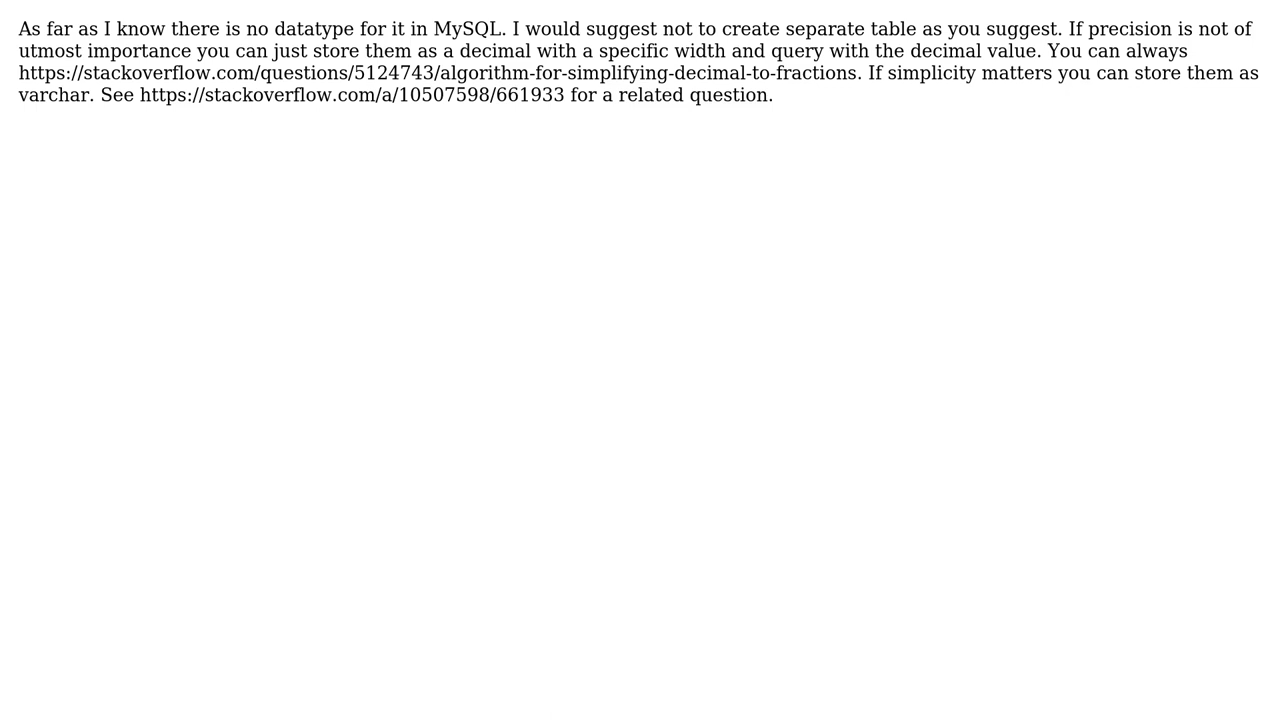 As far as I know there is no datatype for it in MySQL. I would suggest not to create separate table as you suggest. If precision is not of
utmost importance you can just store them as a decimal with a specific width and query with the decimal value. You can always
https://stackoverflow.com/questions/5124743/algorithm-for-simplifying-decimal-to-fractions. If simplicity matters you can store them as
varchar. See https://stackoverflow.com/a/10507598/661933 for a related question.